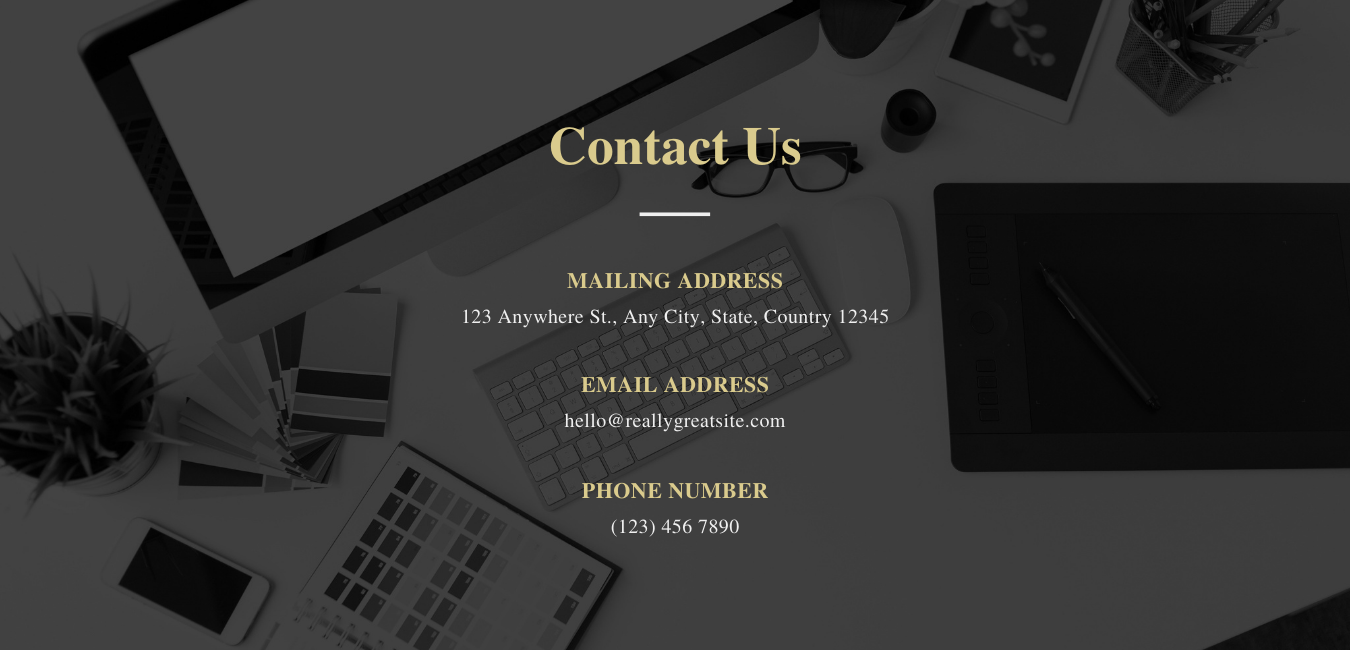 Contact Us
MAILING ADDRESS
123 Anywhere St., Any City, State, Country 12345
EMAIL ADDRESS
hello@reallygreatsite.com
PHONE NUMBER
(123) 456 7890